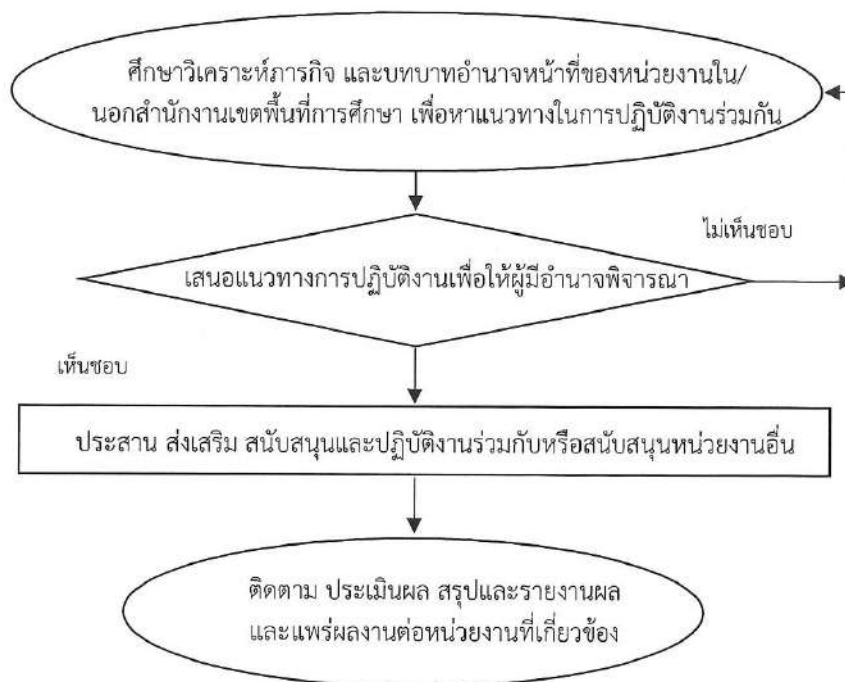 ศึกษาวิเคราะห์ภารกิจ และบทบาทอำนาจหน้าที่ของหน่วยงานใน/
นอกสำนักงานเขตพื้นที่การศึกษา เพื่อหาแนวทางในการปฏิบัติงานร่วมกัน
ไม่เห็นชอบ
เสนอแนวทางการปฏิบัติงานเพื่อให้ผู้มีอำนาจพิจารณา
เห็นชอบ
ประสาน ส่งเสริม สนับสนุนและปฏิบัติงานร่วมกับหรือสนับสนุนหน่วยงานอื่น
ติดตาม ประเมินผล สรุปและรายงานผล
และแพร่ผลงานต่อหน่วยงานที่เกี่ยวข้อง